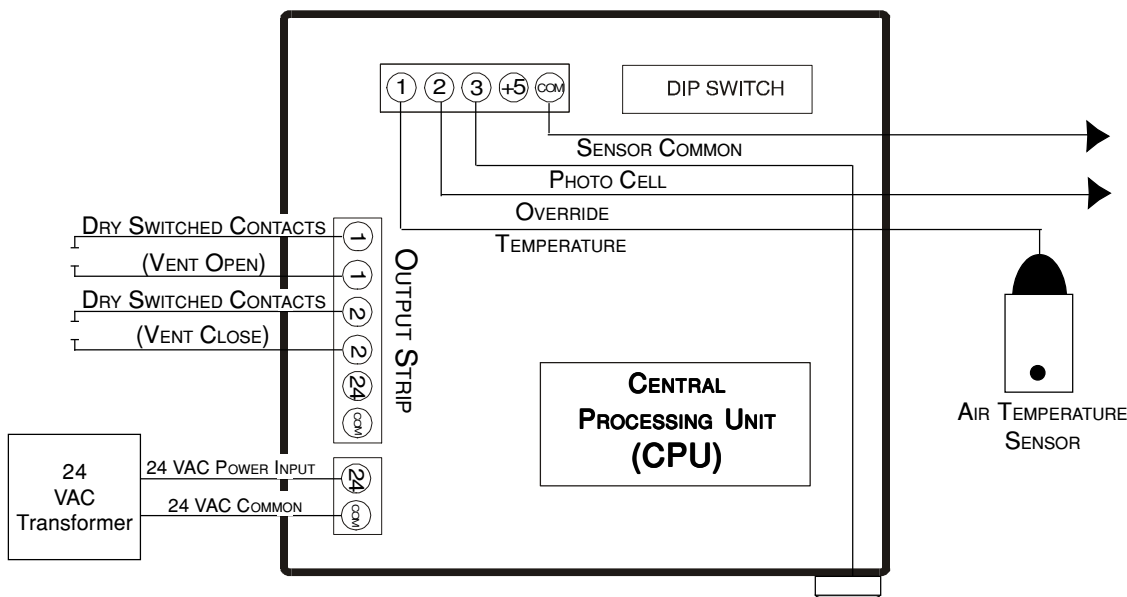 1 2 3 +5 COM
DIP SWITCH
SENSOR COMMON
PHOTO CELL
OVERRIDE
TEMPERATURE
DRY SWITCHED CONTACTS
(VENT OPEN)
DRY SWITCHED CONTACTS
(VENT CLOSE)
1
1
2
2
24
COM
OUTPUT STRIP
CENTRAL
PROCESSING UNIT
(CPU)
AIR TEMPERATURE
SENSOR
24
VAC
Transformer
24 VAC POWER INPUT
24 VAC COMMON
24
COM